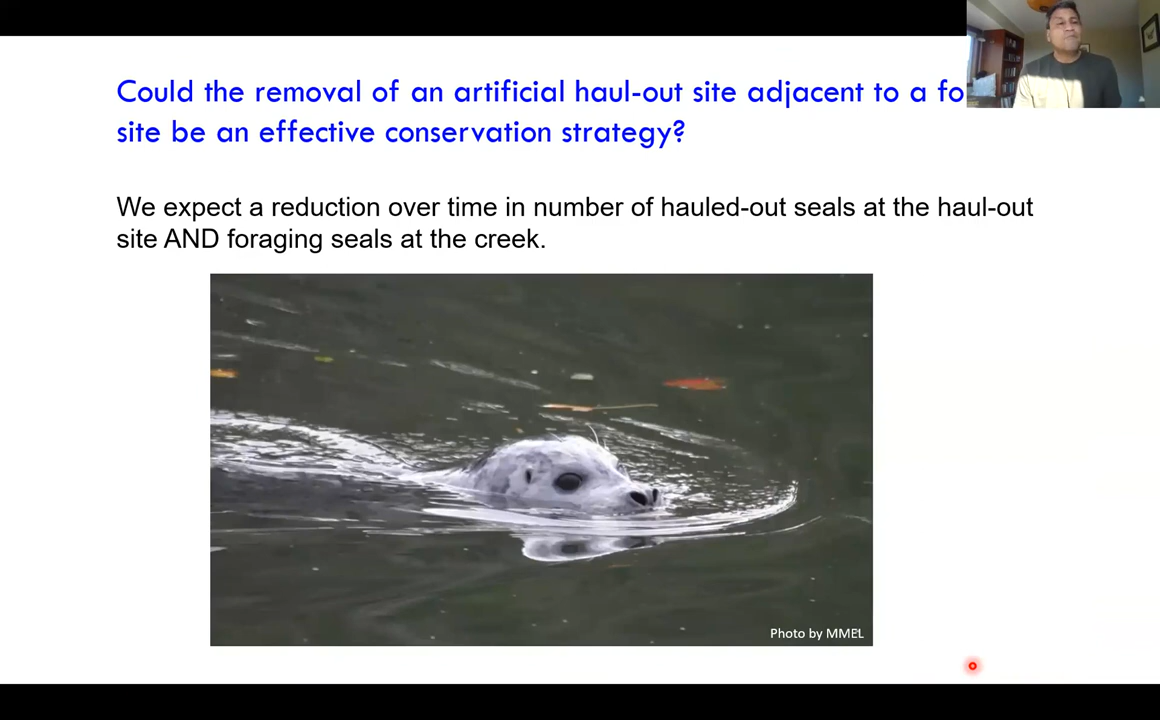 Could the removal of an artificial haul-out site adjacent to a
site be an effective conservation strategy?
We expect a reduction over time in number of hauled-out seals at the haul-out
site AND foraging seals at the creek.
Photo by MMEL